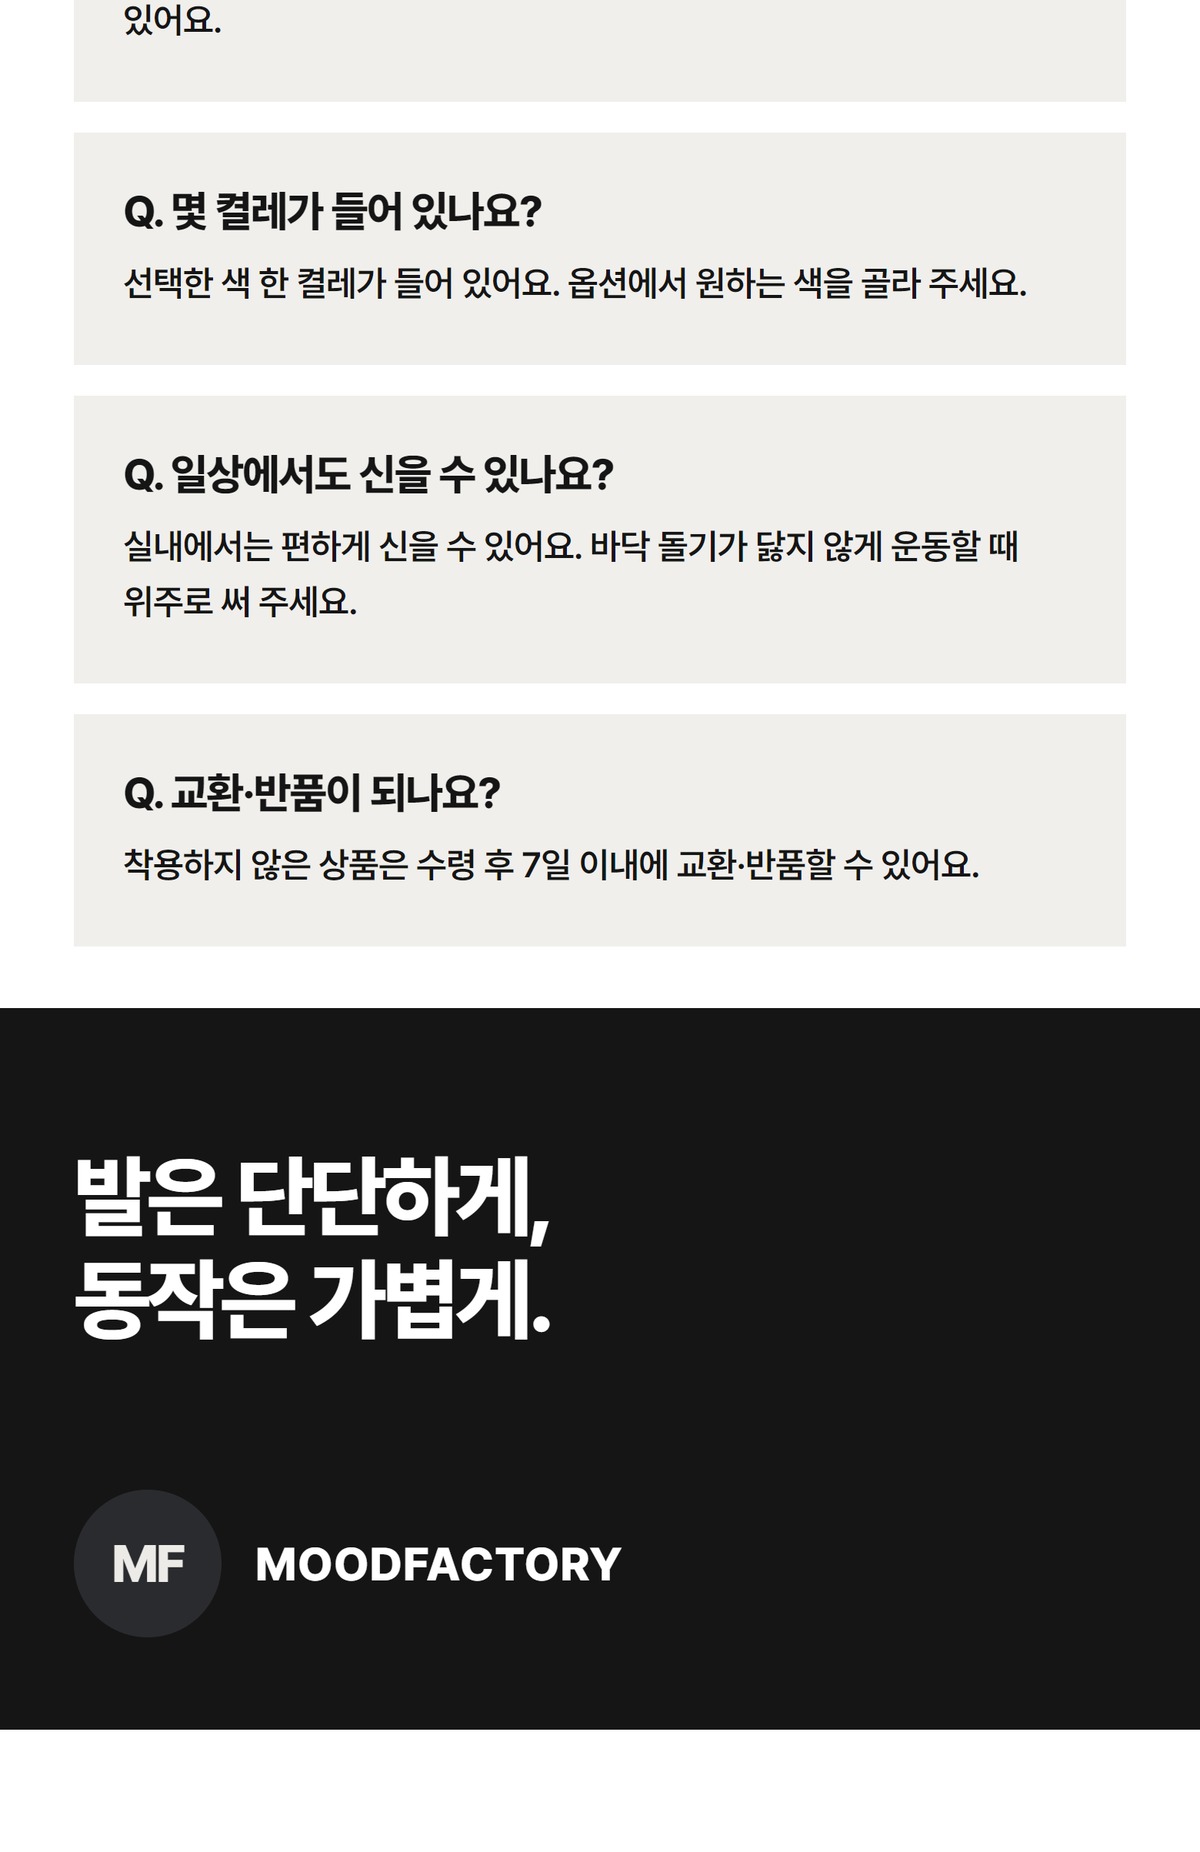 있어요.
Q. 몇 켤레가 들어 있나요?
선택한 색 한 켤레가 들어 있어요. 옵션에서 원하는 색을 골라 주세요.
Q. 일상에서도 신을 수 있나요?
실내에서는 편하게 신을 수 있어요. 바닥 돌기가 닳지 않게 운동할 때
위주로 써 주세요.
Q. 교환·반품이 되나요?
착용하지 않은 상품은 수령 후 7일 이내에 교환·반품할 수 있어요.
발은 단단하게,
동작은 가볍게.
MF MOODFACTORY